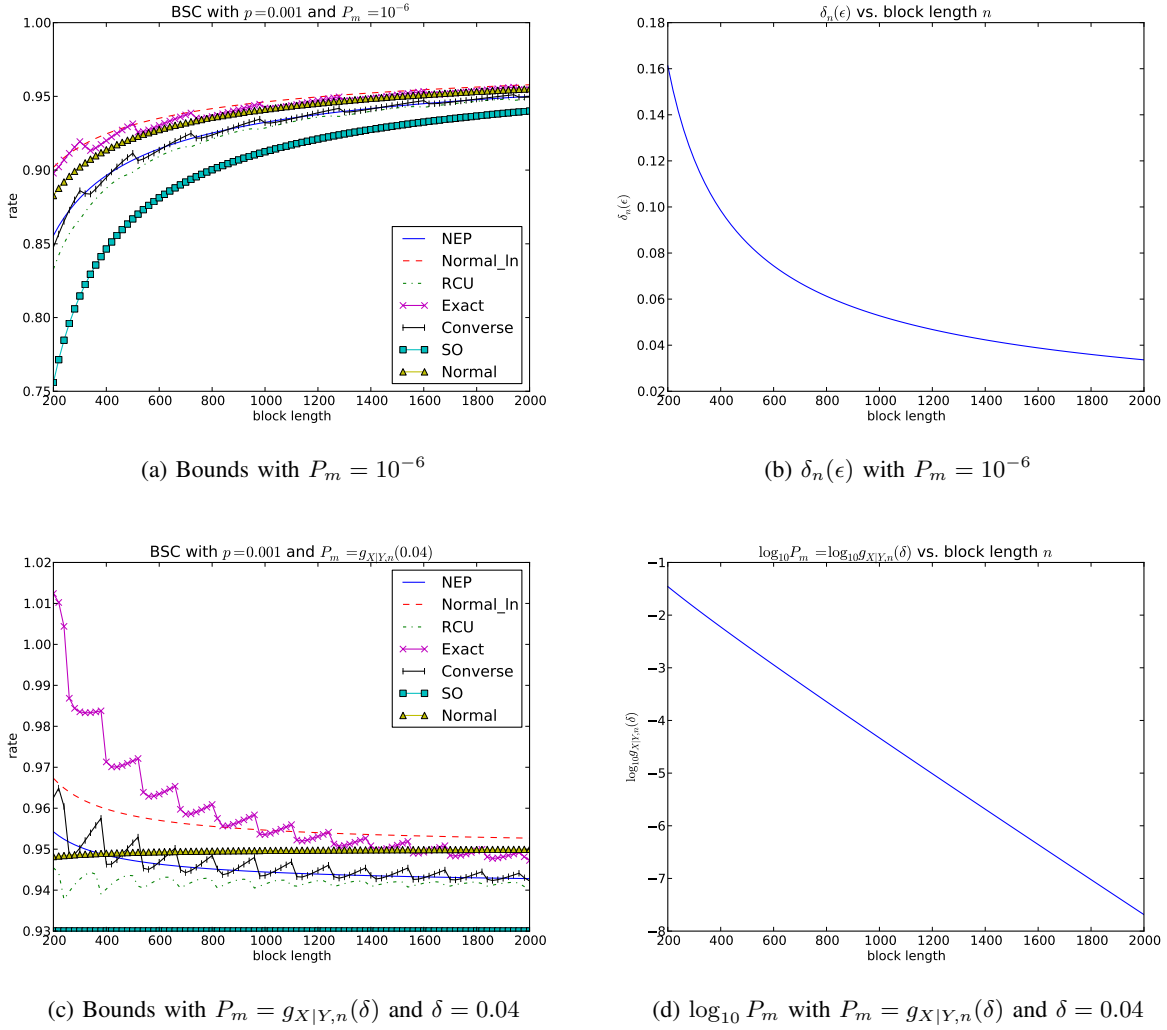 BSC with p=0.001 and P_m=10^{-6}
1.00
0.95
0.90
0.85
0.80
0.75
rate
NEP
Normal_ln
RCU
Exact
Converse
SO
Normal
200 400 600 800 1000 1200 1400 1600 1800 2000
block length
(a) Bounds with P_m = 10^{-6}
δ_n(ϵ) vs. block length n
0.18
0.16
0.14
0.12
0.10
0.08
0.06
0.04
0.02
δ_n(ϵ)
200 400 600 800 1000 1200 1400 1600 1800 2000
block length
(b) δ_n(ϵ) with P_m = 10^{-6}
BSC with p=0.001 and P_m=g_{X|Y,n}(0.04)
1.02
1.01
1.00
0.99
0.98
0.97
0.96
0.95
0.94
0.93
rate
NEP
Normal_ln
RCU
Exact
Converse
SO
Normal
200 400 600 800 1000 1200 1400 1600 1800 2000
block length
(c) Bounds with P_m = g_{X|Y,n}(δ) and δ = 0.04
log_{10}P_m=log_{10}g_{X|Y,n}(δ) vs. block length n
−1
−2
−3
−4
−5
−6
−7
−8
log_{10}g_{X|Y,n}(δ)
200 400 600 800 1000 1200 1400 1600 1800 2000
block length
(d) log_{10} P_m with P_m = g_{X|Y,n}(δ) and δ = 0.04